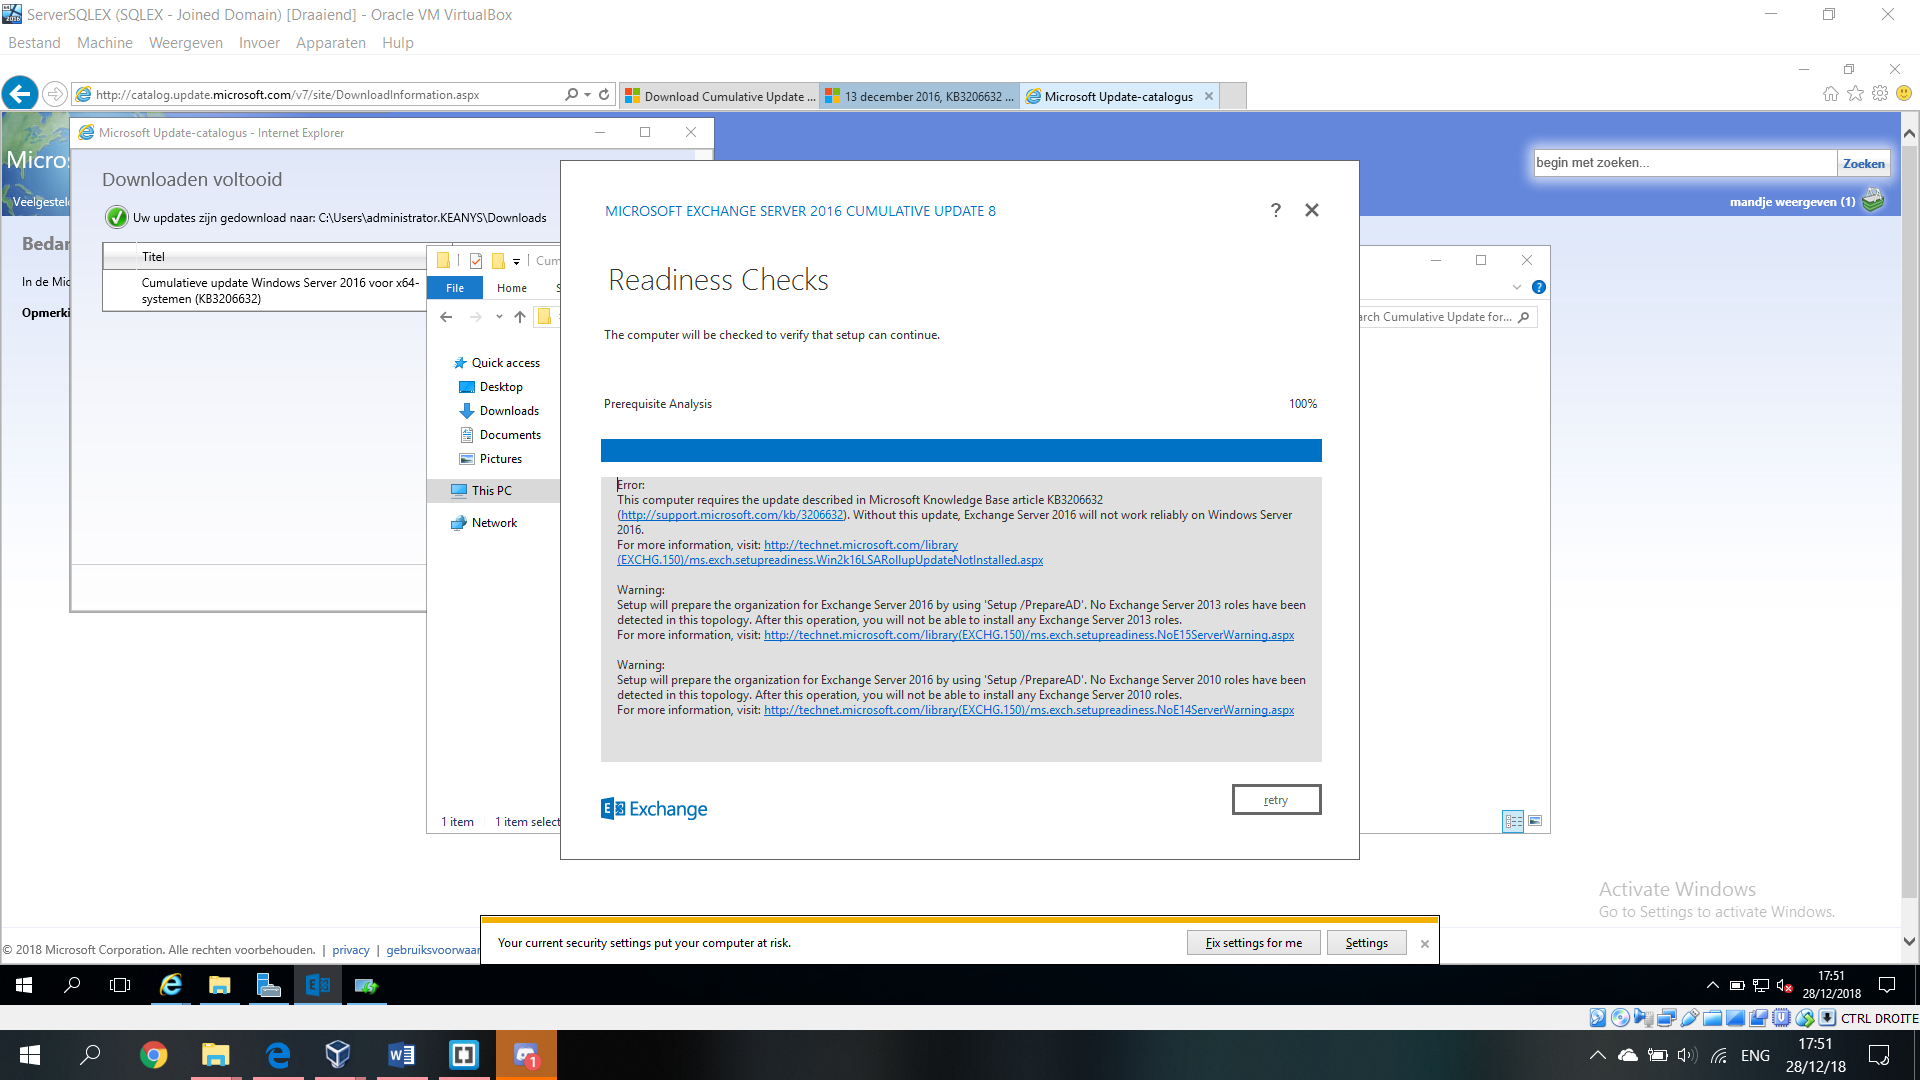 ServerSQLEX (SQLEX - Joined Domain) [Draaiend] - Oracle VM VirtualBox
Bestand Machine Weergeven Invoer Apparaten Hulp
http://catalog.update.microsoft.com/v7/site/DownloadInformation.aspx
Download Cumulative Update ...
13 december 2016, KB3206632 ...
Microsoft Update-catalogus
Microsoft Update-catalogus - Internet Explorer
Micros
Veelgestel
begin met zoeken...
Zoeken
mandje weergeven (1)
Downloaden voltooid
Uw updates zijn gedownload naar: C:\Users\administrator.KEANYS\Downloads
Titel
Cumulatieve update Windows Server 2016 voor x64-
systemen (KB3206632)
Bedan
In de Mic
Opmerki
Cum
File Home S
arch Cumulative Update for...
Quick access
Desktop
Downloads
Documents
Pictures
This PC
Network
1 item 1 item select
MICROSOFT EXCHANGE SERVER 2016 CUMULATIVE UPDATE 8
?
Readiness Checks
The computer will be checked to verify that setup can continue.
Prerequisite Analysis 100%
Error:
This computer requires the update described in Microsoft Knowledge Base article KB3206632
(http://support.microsoft.com/kb/3206632). Without this update, Exchange Server 2016 will not work reliably on Windows Server
2016.
For more information, visit: http://technet.microsoft.com/library
(EXCHG.150)/ms.exch.setupreadiness.Win2k16LSARollupUpdateNotInstalled.aspx
Warning:
Setup will prepare the organization for Exchange Server 2016 by using 'Setup /PrepareAD'. No Exchange Server 2013 roles have been
detected in this topology. After this operation, you will not be able to install any Exchange Server 2013 roles.
For more information, visit: http://technet.microsoft.com/library(EXCHG.150)/ms.exch.setupreadiness.NoE15ServerWarning.aspx
Warning:
Setup will prepare the organization for Exchange Server 2016 by using 'Setup /PrepareAD'. No Exchange Server 2010 roles have been
detected in this topology. After this operation, you will not be able to install any Exchange Server 2010 roles.
For more information, visit: http://technet.microsoft.com/library(EXCHG.150)/ms.exch.setupreadiness.NoE14ServerWarning.aspx
Exchange
retry
Activate Windows
Go to Settings to activate Windows.
© 2018 Microsoft Corporation. Alle rechten voorbehouden. | privacy | gebruiksvoorwaar
Your current security settings put your computer at risk.
Fix settings for me
Settings
17:51
28/12/2018
CTRL DROITE
ENG
17:51
28/12/18
1